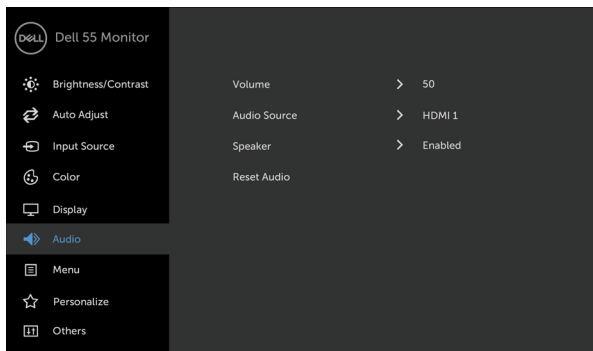 DELL Dell 55 Monitor
Brightness/Contrast Volume > 50
Auto Adjust Audio Source > HDMI 1
Input Source Speaker > Enabled
Color Reset Audio
Display
Audio
Menu
Personalize
Others